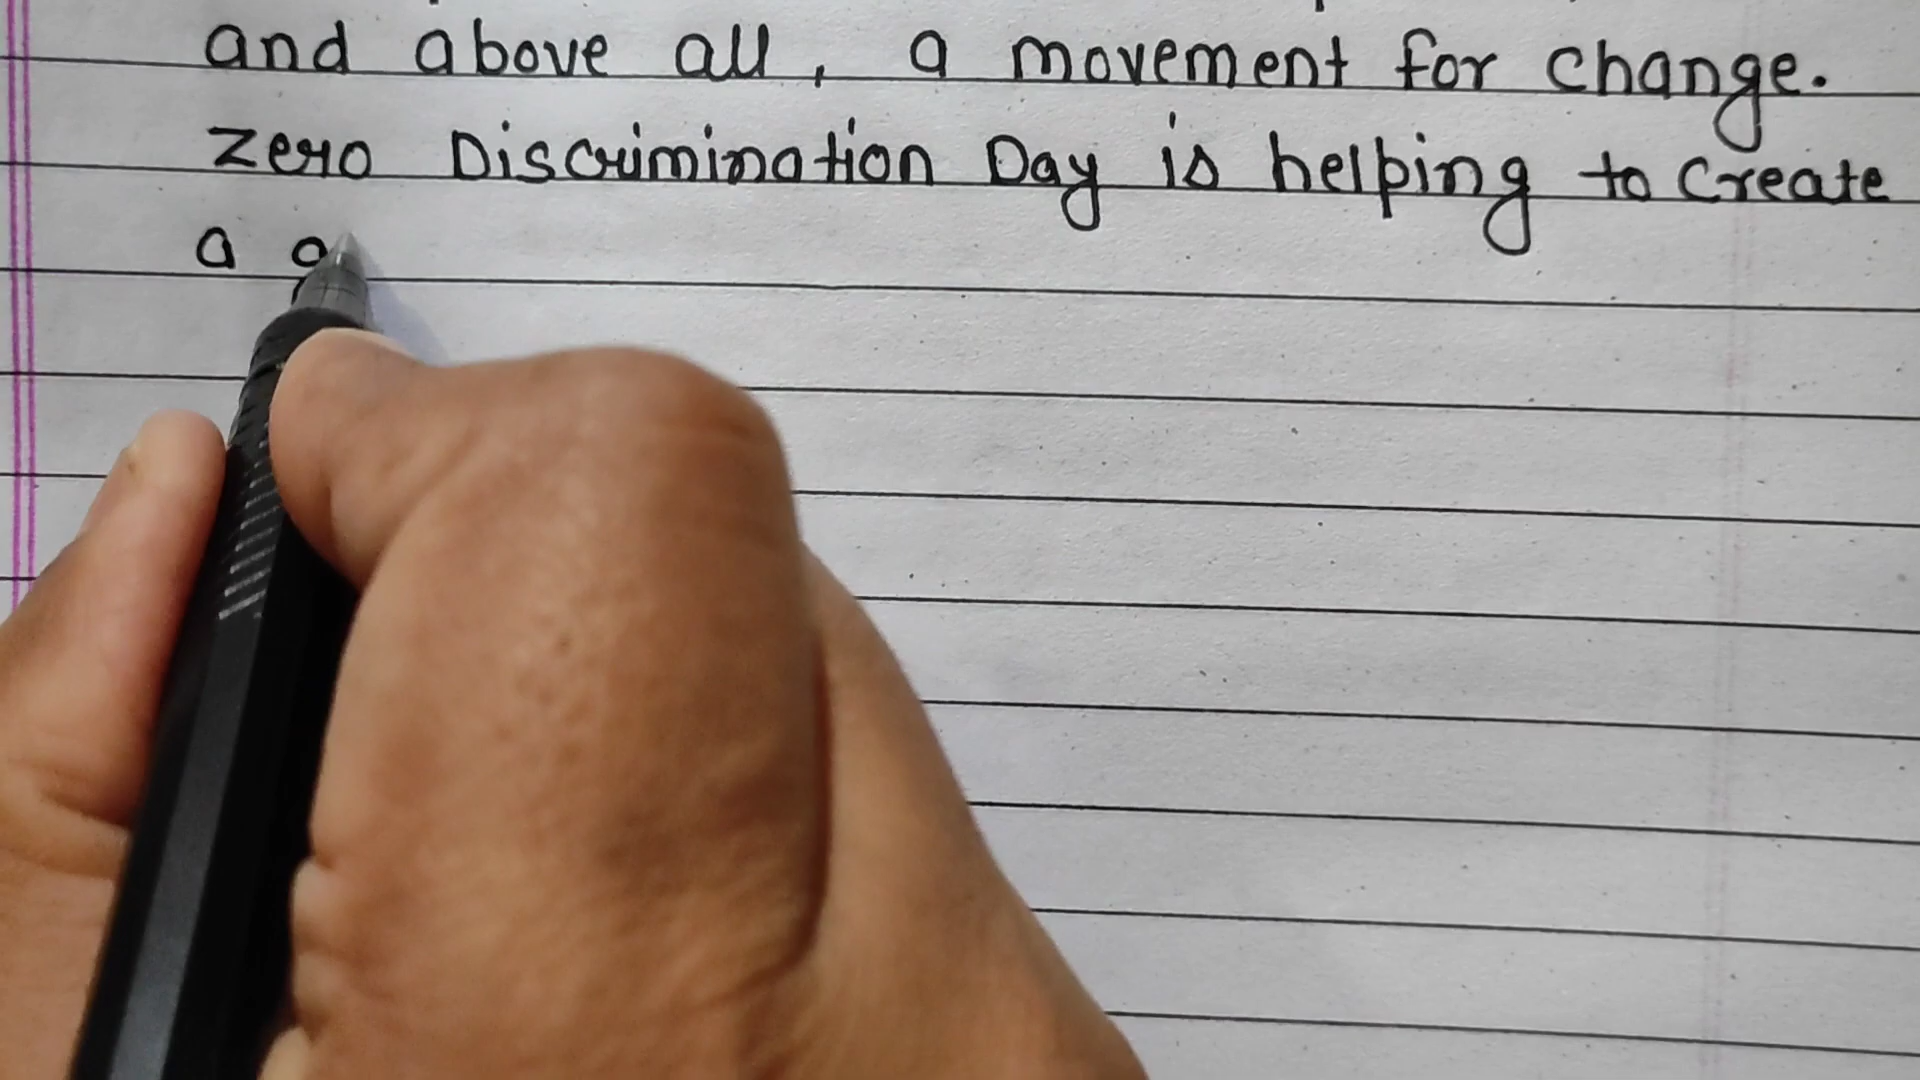 and above all, a movement for change.
Zero Discrimination Day is helping to create
a g